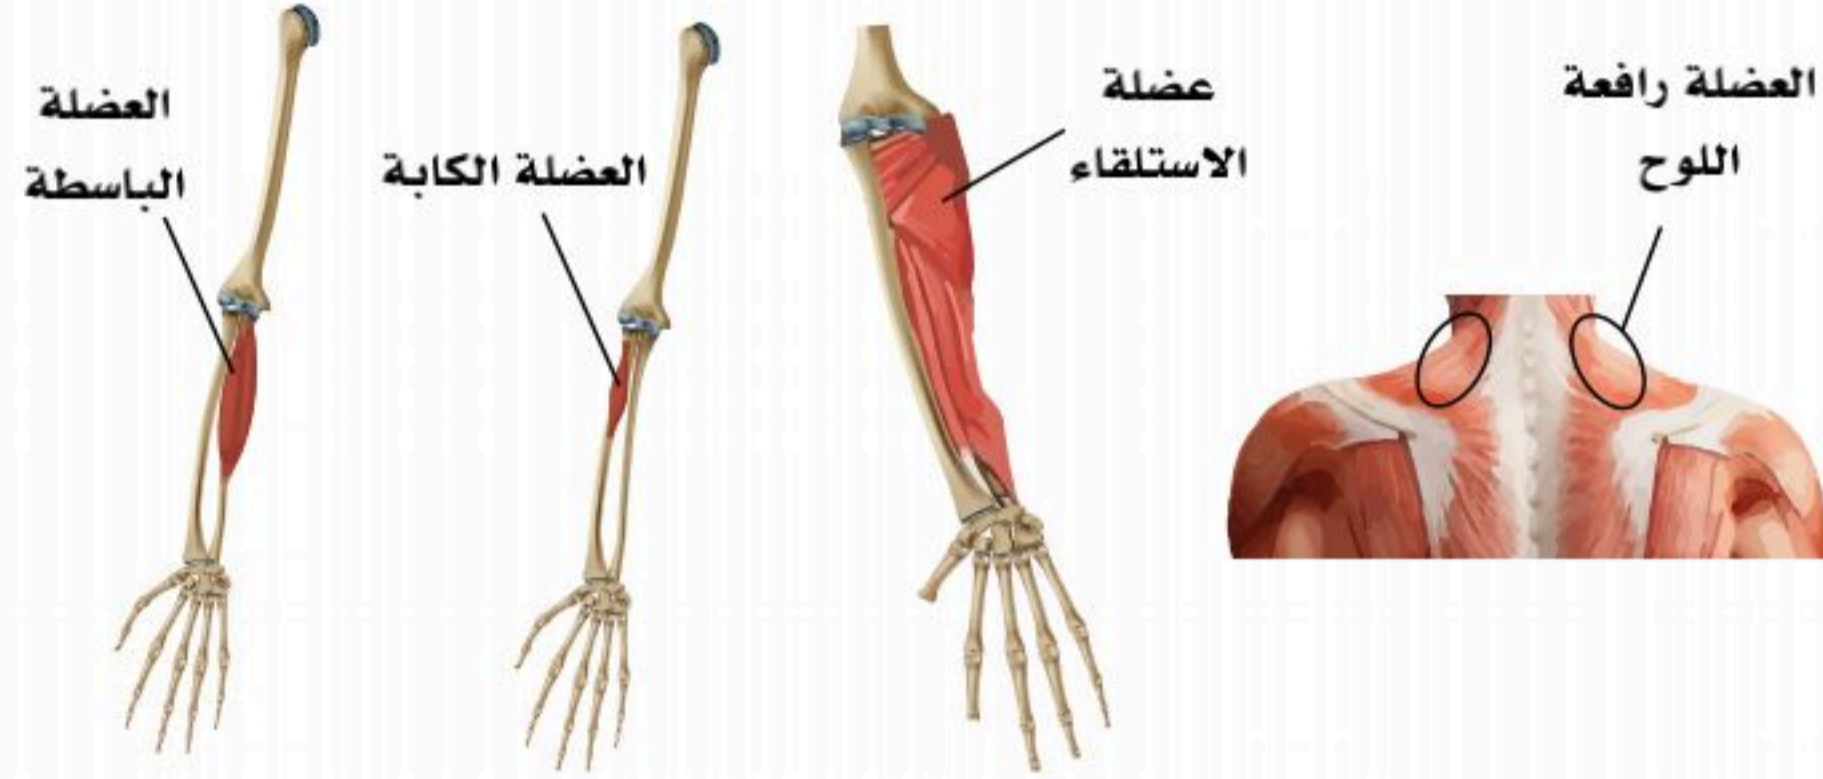 العضلة رافعة
اللوح
عضلة
الاستلقاء
العضلة الكابة
العضلة
الباسطة